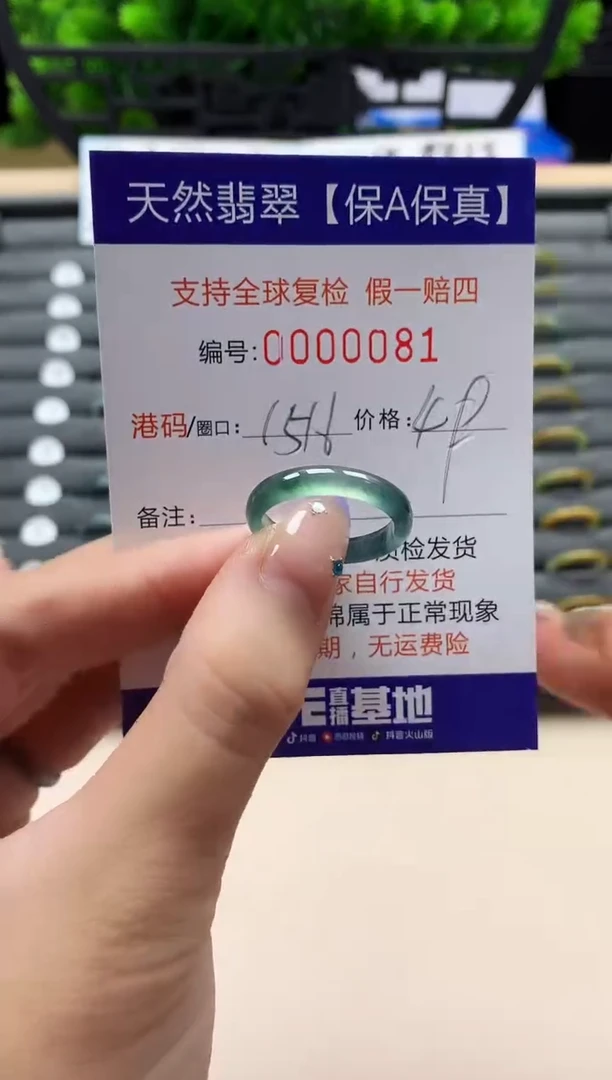 天然翡翠【保A保真】
支持全球复检 假一赔四
编号:0000081
港码/圈口: 价格:
备注:
质检发货
家自行发货
棉属于正常现象
期，无运费险
直播基地
抖音 抖音火山版